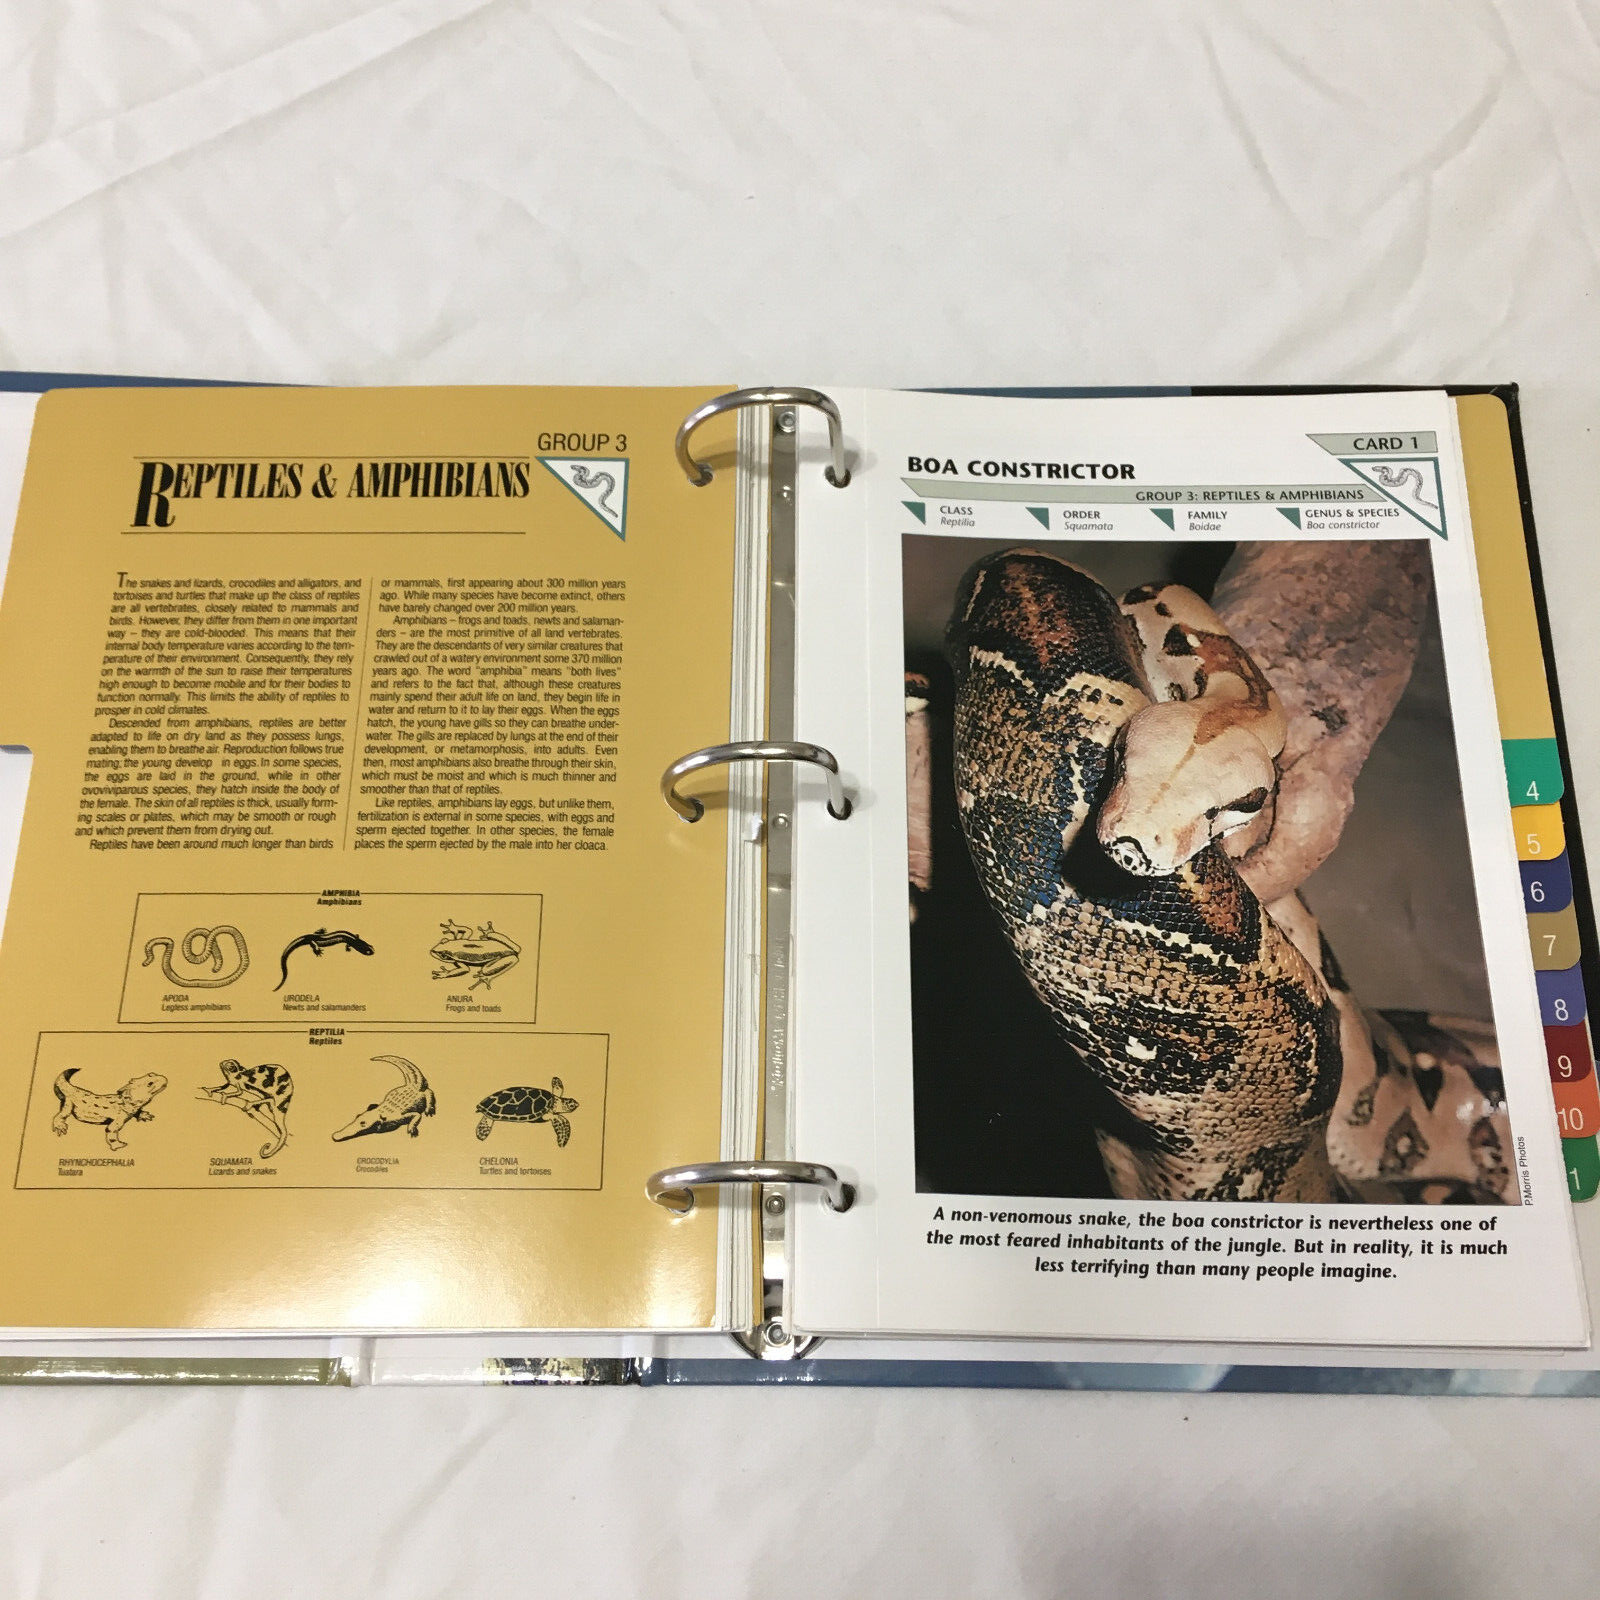 GROUP 3
REPTILES & AMPHIBIANS
The snakes and lizards, crocodiles and alligators, and
tortoises and turtles that make up the class of reptiles
are all vertebrates, closely related to mammals and
birds. However, they differ from them in one important
way – they are cold-blooded. This means that their
internal body temperature varies according to the tem-
perature of their environment. Consequently, they rely
on the warmth of the sun to raise their temperatures
high enough to become mobile and for their bodies to
function normally. This limits the ability of reptiles to
prosper in cold climates.
Descended from amphibians, reptiles are better
adapted to life on dry land as they possess lungs,
enabling them to breathe air. Reproduction follows true
mating; the young develop in eggs. In some species,
the eggs are laid in the ground, while in other
ovoviviparous species, they hatch inside the body of
the female. The skin of all reptiles is thick, usually form-
ing scales or plates, which may be smooth or rough
and which prevent them from drying out.
Reptiles have been around much longer than birds
or mammals, first appearing about 300 million years
ago. While many species have become extinct, others
have barely changed over 200 million years.
Amphibians – frogs and toads, newts and salaman-
ders – are the most primitive of all land vertebrates.
They are the descendants of very similar creatures that
crawled out of a watery environment some 370 million
years ago. The word "amphibia" means "both lives"
and refers to the fact that, although these creatures
mainly spend their adult life on land, they begin life in
water and return to it to lay their eggs. When the eggs
hatch, the young have gills so they can breathe under-
water. The gills are replaced by lungs at the end of their
development, or metamorphosis, into adults. Even
then, most amphibians also breathe through their skin,
which must be moist and which is much thinner and
smoother than that of reptiles.
Like reptiles, amphibians lay eggs, but unlike them,
fertilization is external in some species, with eggs and
sperm ejected together. In other species, the female
places the sperm ejected by the male into her cloaca.
AMPHIBIA
Amphibians
APODA
Legless amphibians
URODELA
Newts and salamanders
ANURA
Frogs and toads
REPTILIA
Reptiles
RHYNCHOCEPHALIA
Tuatara
SQUAMATA
Lizards and snakes
CROCODYLIA
Crocodiles
CHELONIA
Turtles and tortoises
CARD 1
BOA CONSTRICTOR
GROUP 3: REPTILES & AMPHIBIANS
CLASS
Reptilia
ORDER
Squamata
FAMILY
Boidae
GENUS & SPECIES
Boa constrictor
P.Morris Photos
A non-venomous snake, the boa constrictor is nevertheless one of
the most feared inhabitants of the jungle. But in reality, it is much
less terrifying than many people imagine.
4
5
6
7
8
9
10
1